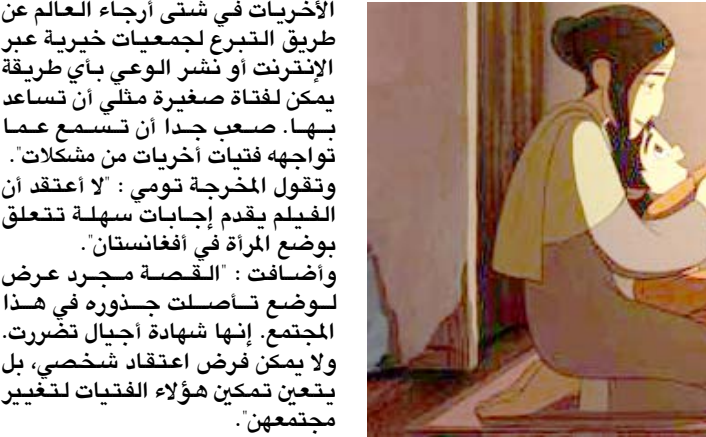 الأخريات في شتى أرجاء العالم عن
طريق التبرع لجمعيات خيرية عبر
الإنترنت أو نشر الوعي بأي طريقة
يمكن لفتاة صغيرة مثلي أن تساعد
بها. صعب جدا أن تسمع عما
تواجهه فتيات أخريات من مشكلات".
وتقول المخرجة تومي : "لا أعتقد أن
الفيلم يقدم إجابات سهلة تتعلق
بوضع المرأة في أفغانستان".
وأضافت : "القصة مجرد عرض
لوضع تأصلت جذوره في هذا
المجتمع. إنها شهادة أجيال تضررت.
ولا يمكن فرض اعتقاد شخصي، بل
يتعين تمكين هؤلاء الفتيات لتغيير
مجتمعهن".